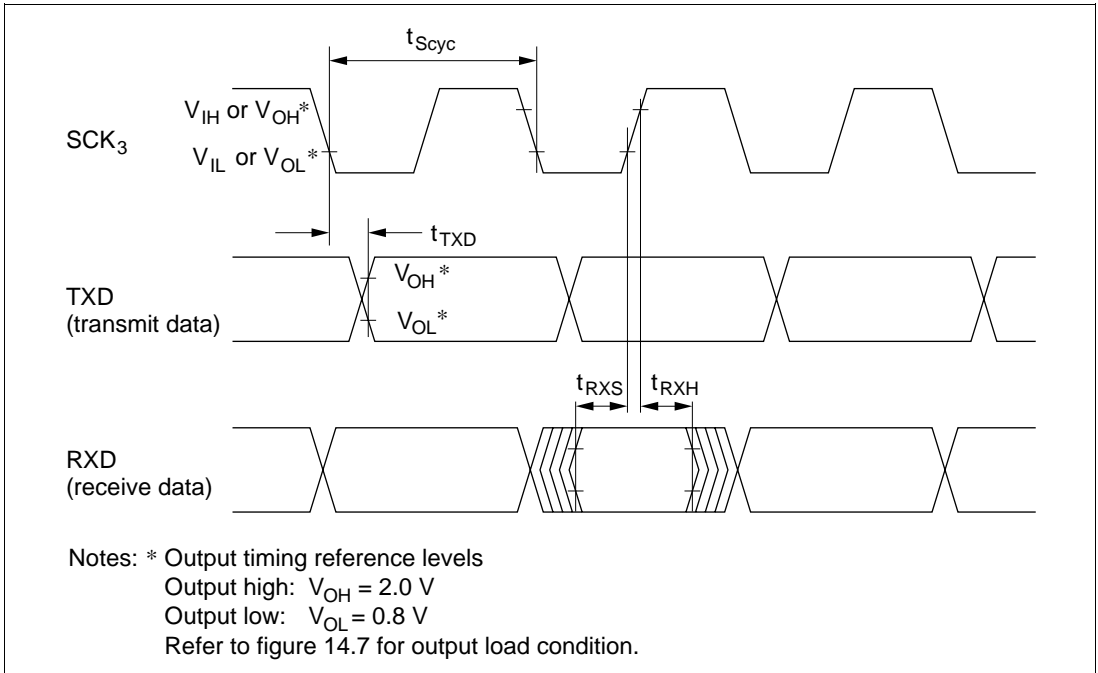 tScyc
VIH or VOH*
SCK3
VIL or VOL*
tTXD
VOH*
TXD
(transmit data)
VOL*
tRXS tRXH
RXD
(receive data)
Notes: * Output timing reference levels
Output high: VOH = 2.0 V
Output low: VOL = 0.8 V
Refer to figure 14.7 for output load condition.